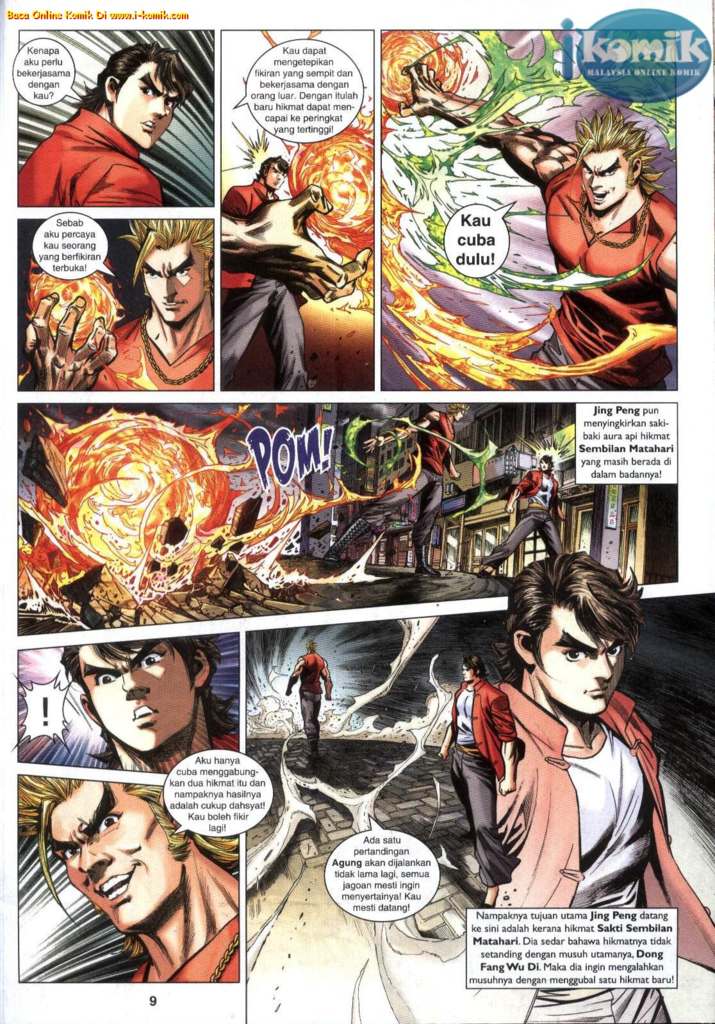 Baca Online Komik Di www.i-komik.com
ikomik
MALAYSIA ONLINE KOMIK
Kenapa
aku perlu
bekerjasama
dengan
kau?
Sebab
aku percaya
kau seorang
yang berfikiran
terbuka!
Kau dapat
mengetepikan
fikiran yang sempit dan
bekerjasama dengan
orang luar. Dengan itulah
baru hikmat dapat men-
capai ke peringkat
yang tertinggi!
Kau
cuba
dulu!
POM!
Jing Peng pun
menyingkirkan saki-
baki aura api hikmat
Sembilan Matahari
yang masih berada di
dalam badannya!
!
Aku hanya
cuba menggabung-
kan dua hikmat itu dan
nampaknya hasilnya
adalah cukup dahsyat!
Kau boleh fikir
lagi!
Ada satu
pertandingan
Agung akan dijalankan
tidak lama lagi, semua
jagoan mesti ingin
menyertainya! Kau
mesti datang!
Nampaknya tujuan utama Jing Peng datang
ke sini adalah kerana hikmat Sakti Sembilan
Matahari. Dia sedar bahawa hikmatnya tidak
setanding dengan musuh utamanya, Dong
Fang Wu Di. Maka dia ingin mengalahkan
musuhnya dengan menggubal satu hikmat baru!
9